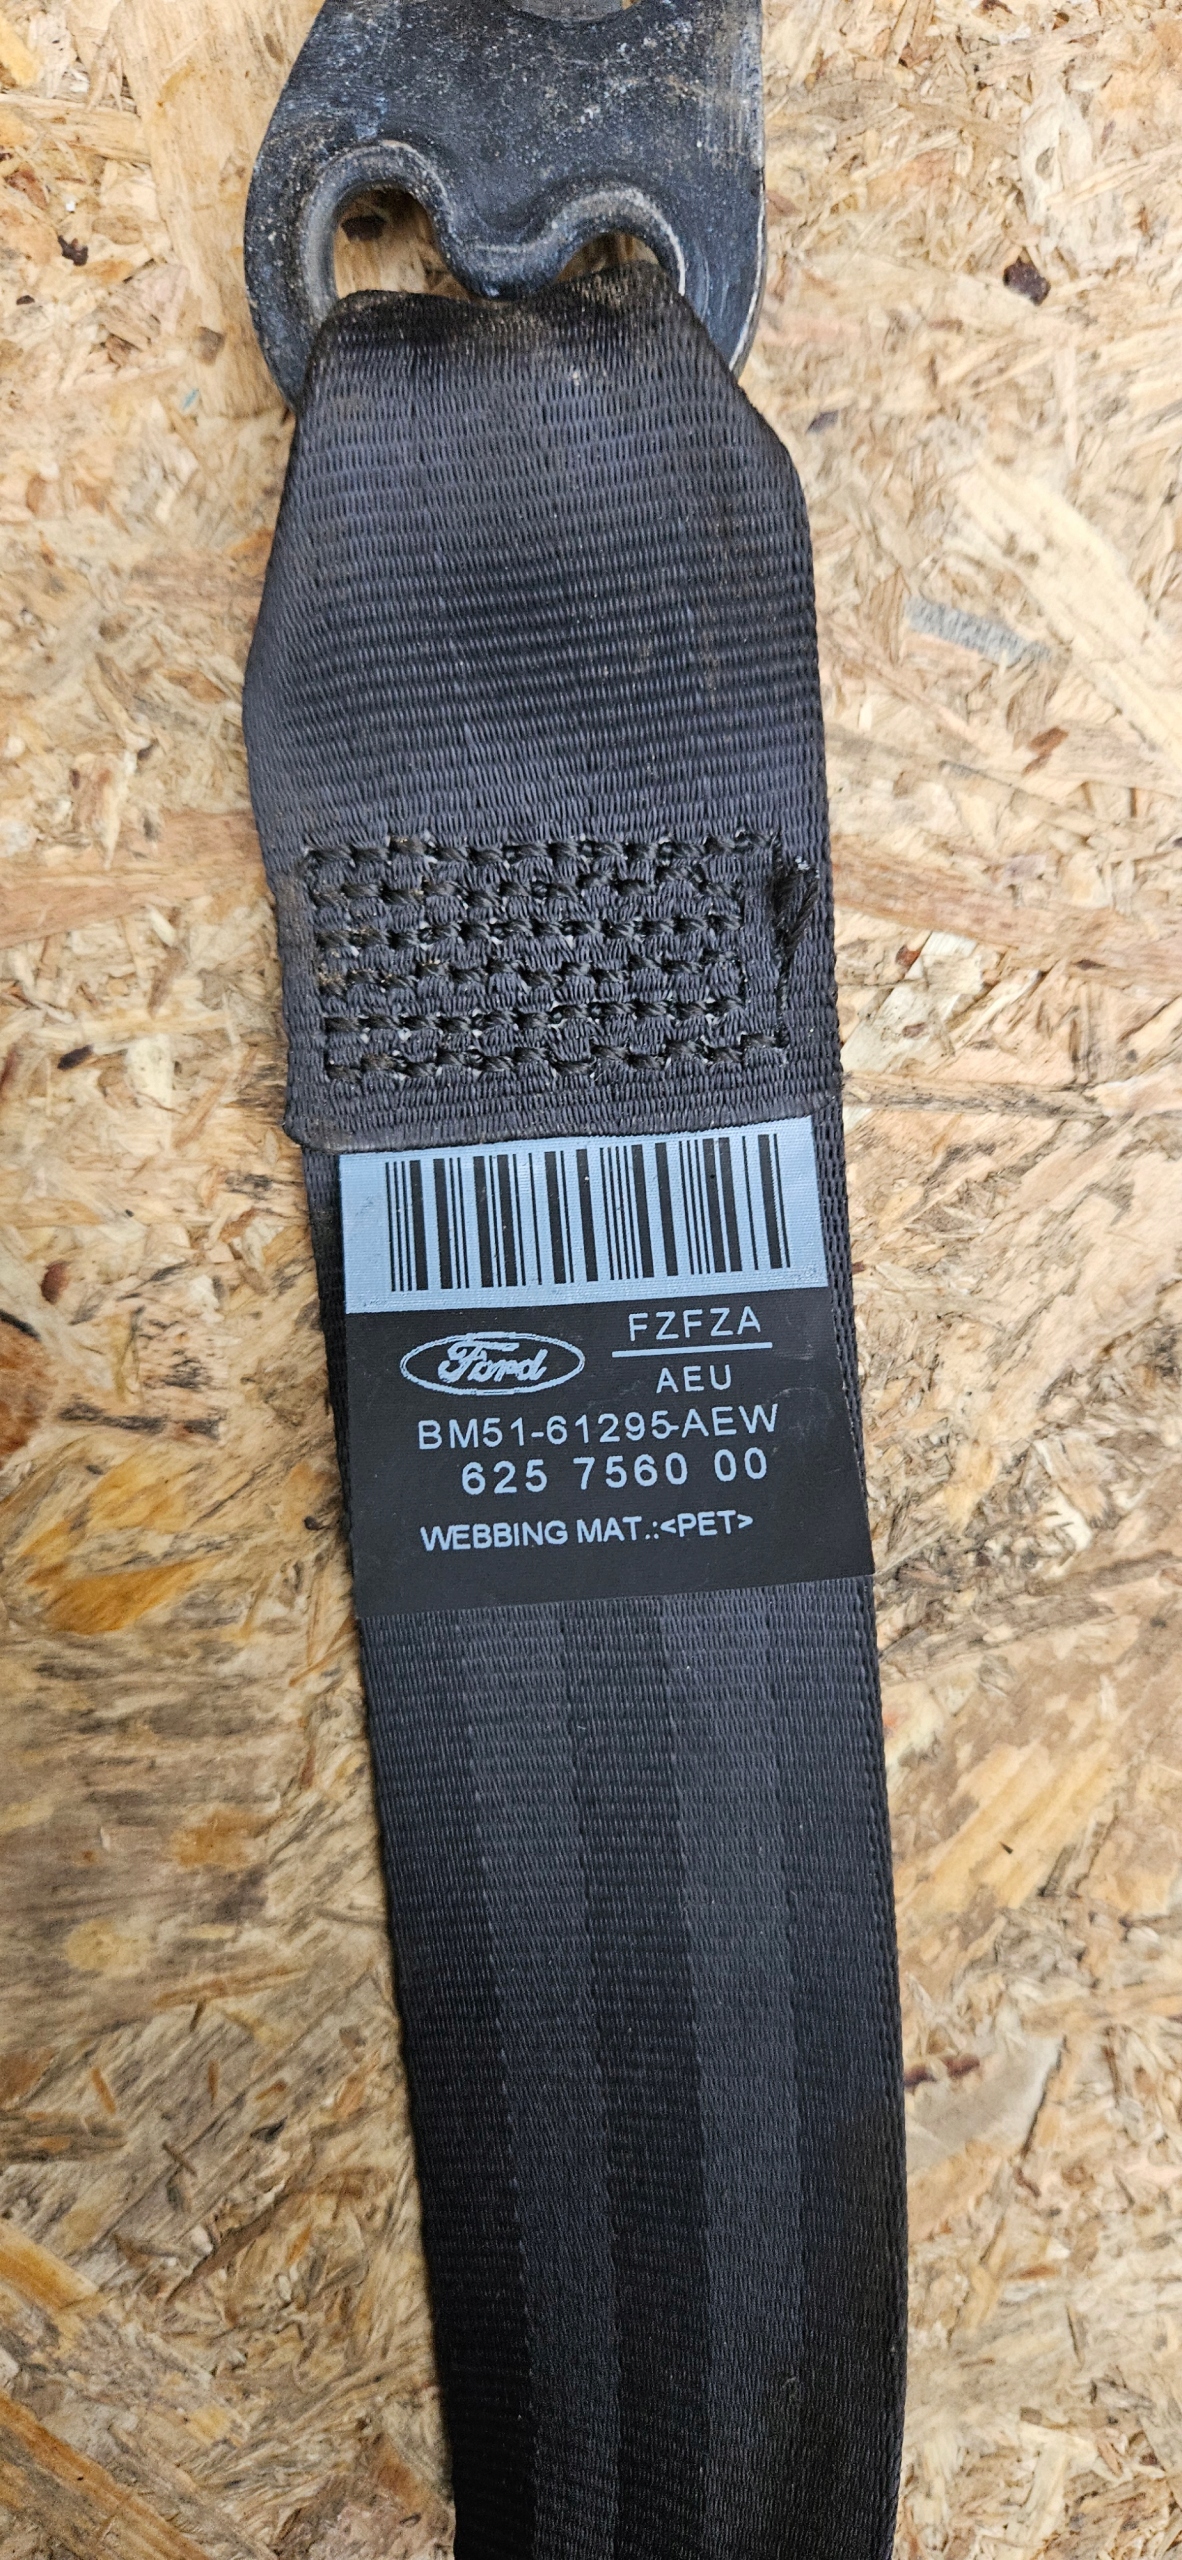 Ford
FZFZA
AEU
BM51-61295-AEW
625 7560 00
WEBBING MAT.:<PET>